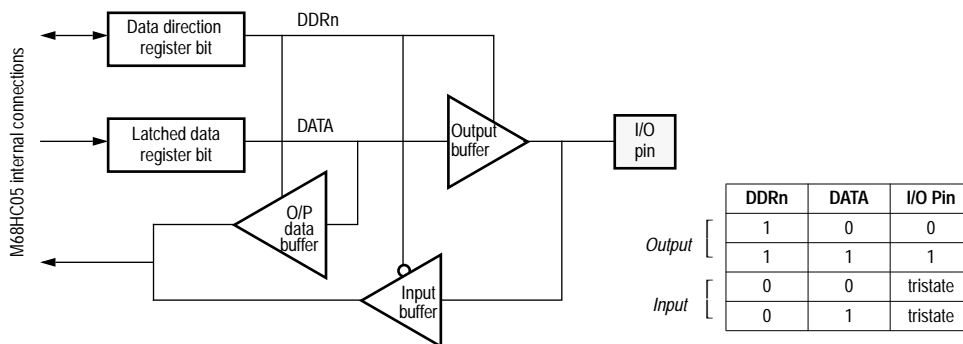 M68HC05 internal connections
Data direction
register bit
DDRn
Latched data
register bit
DATA
Output
buffer
I/O
pin
O/P
data
buffer
Input
buffer
DDRn DATA I/O Pin
Output
1 0 0
1 1 1
Input
0 0 tristate
0 1 tristate